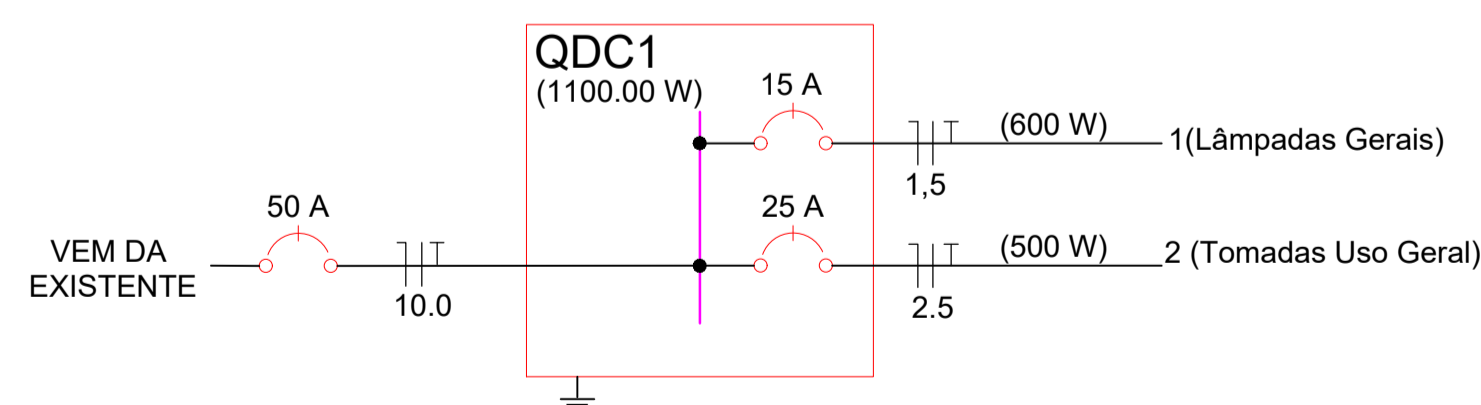 QDC1
(1100.00 W)
15 A
(600 W)
1(Lâmpadas Gerais)
1,5
50 A
25 A
VEM DA
EXISTENTE
10.0
(500 W)
2 (Tomadas Uso Geral)
2.5